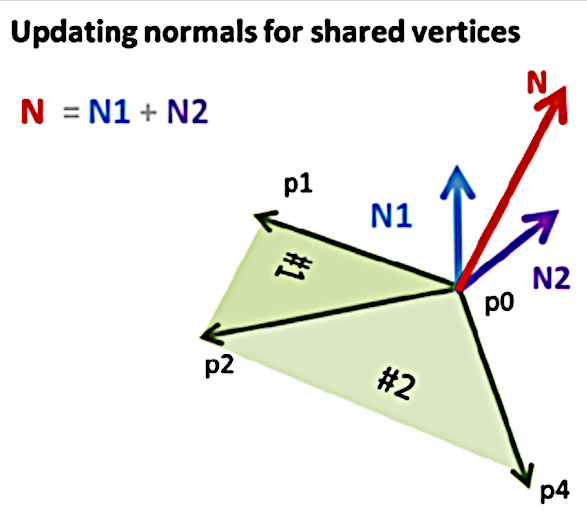 Updating normals for shared vertices
N = N1 + N2
N
p1
N1
#1
N2
p0
p2
#2
p4